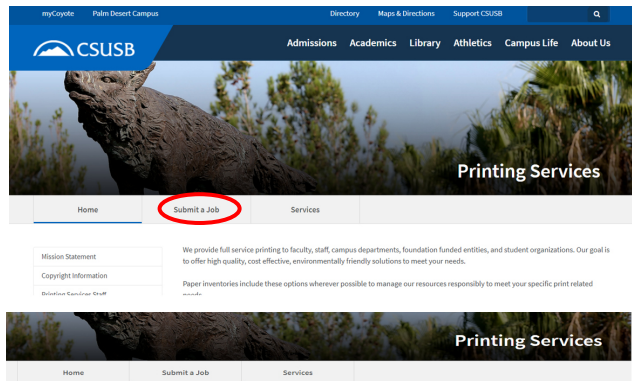 myCoyote Palm Desert Campus Directory Maps & Directions Support CSUSB
CSUSB Admissions Academics Library Athletics Campus Life About Us
Printing Services
Home Submit a Job Services
Mission Statement
Copyright Information
Printing Services Staff
We provide full service printing to faculty, staff, campus departments, foundation funded entities, and student organizations. Our goal is
to offer high quality, cost effective, environmentally friendly solutions to meet your needs.
Paper inventories include these options wherever possible to manage our resources responsibly to meet your specific print related
needs
Printing Services
Home Submit a Job Services